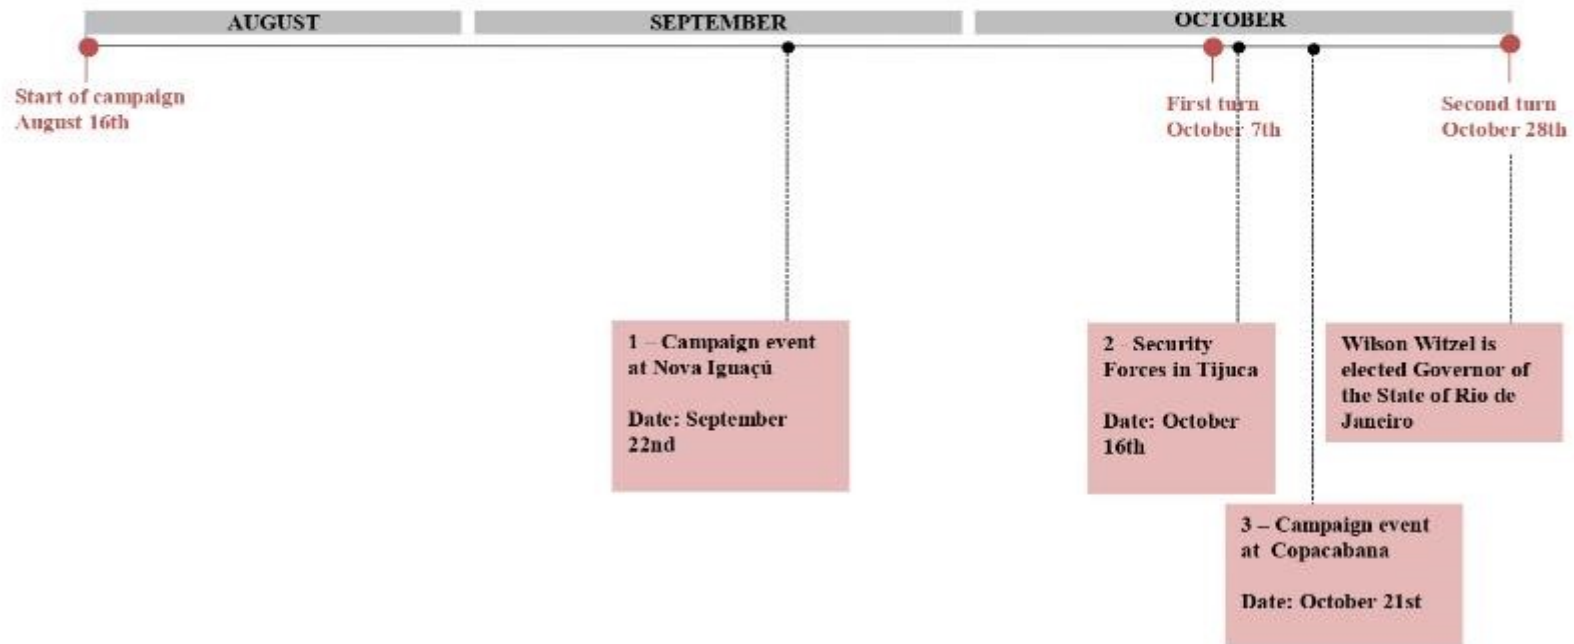 AUGUST
SEPTEMBER
OCTOBER
Start of campaign
August 16th
First turn
October 7th
Second turn
October 28th
1 – Campaign event
at Nova Iguaçú
Date: September
22nd
2 - Security
Forces in Tijuca
Date: October
16th
Wilson Witzel is
elected Governor of
the State of Rio de
Janeiro
3 – Campaign event
at Copacabana
Date: October 21st